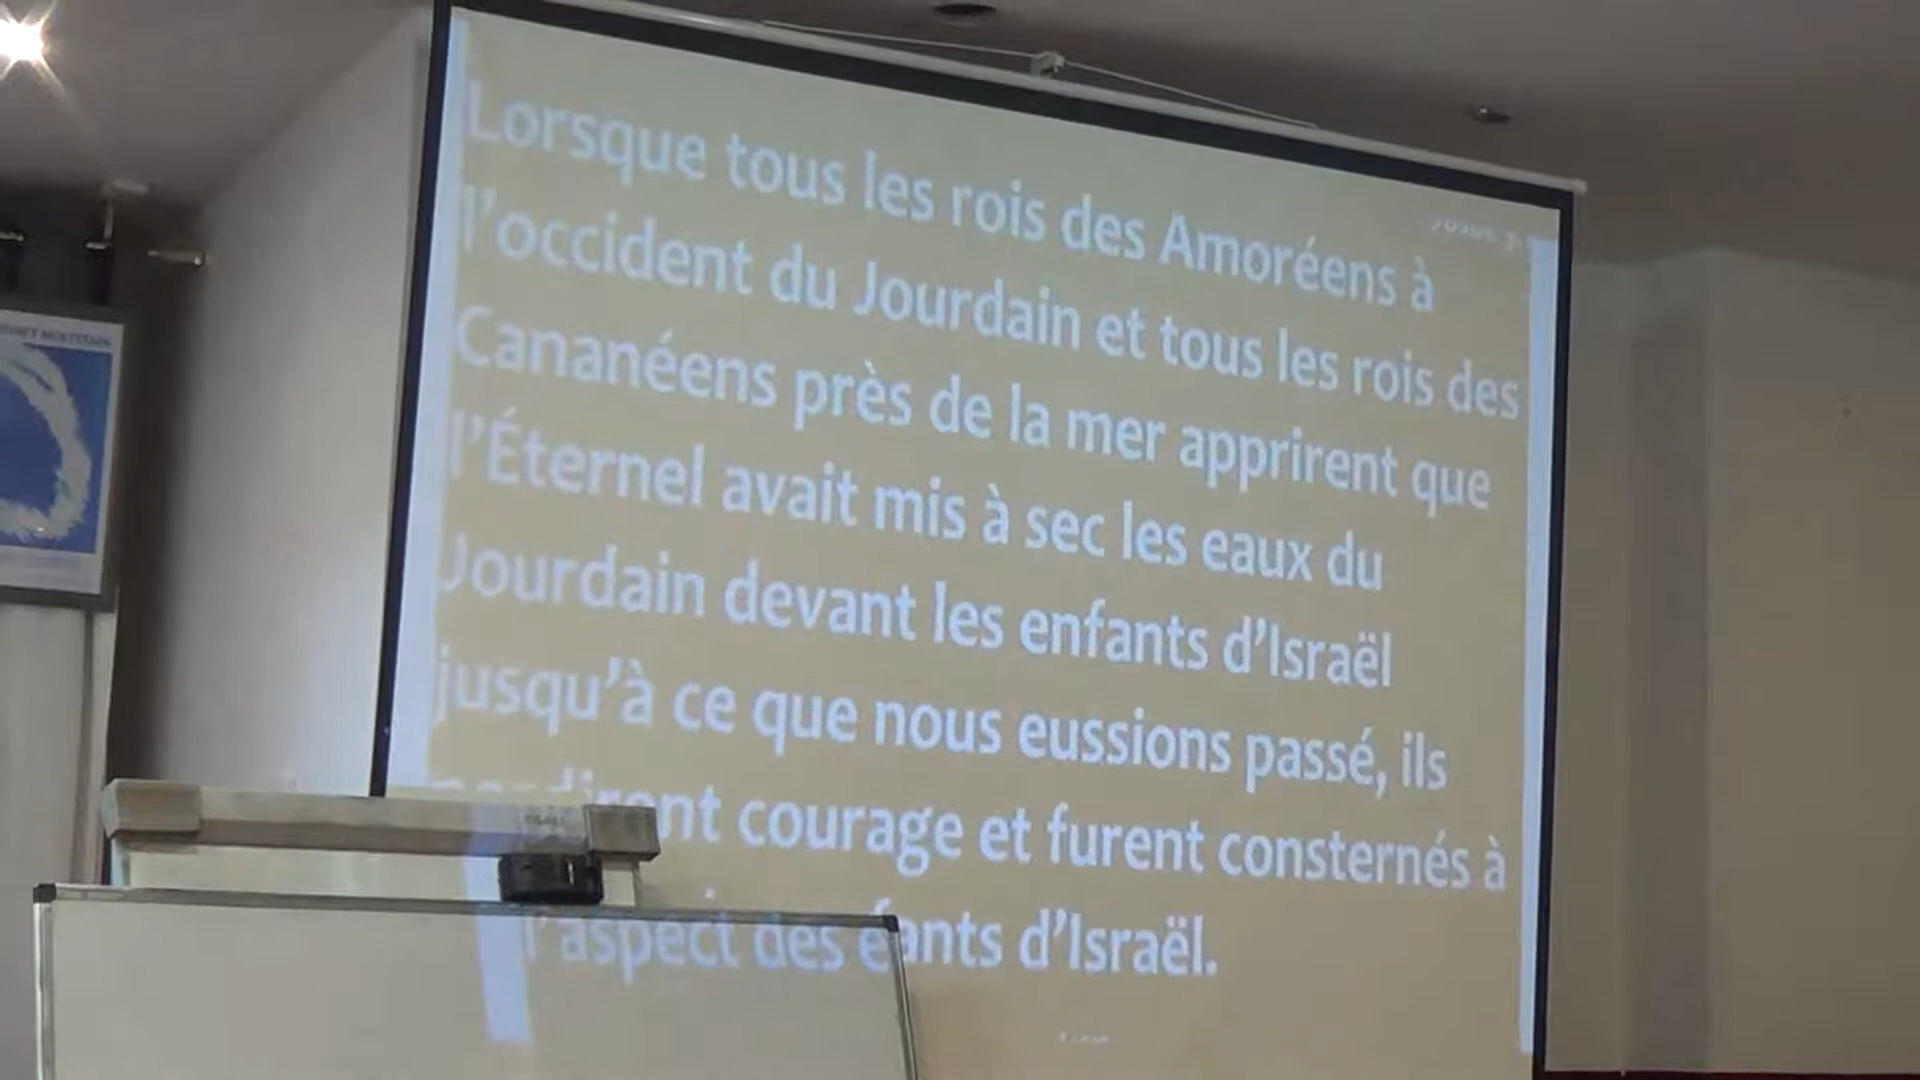 Lorsque tous les rois des Amoréens à
l'occident du Jourdain et tous les rois des
Cananéens près de la mer apprirent que
l'Éternel avait mis à sec les eaux du
Jourdain devant les enfants d'Israël
jusqu'à ce que nous eussions passé, ils
perdirent courage et furent consternés à
l'aspect des d'Israël.